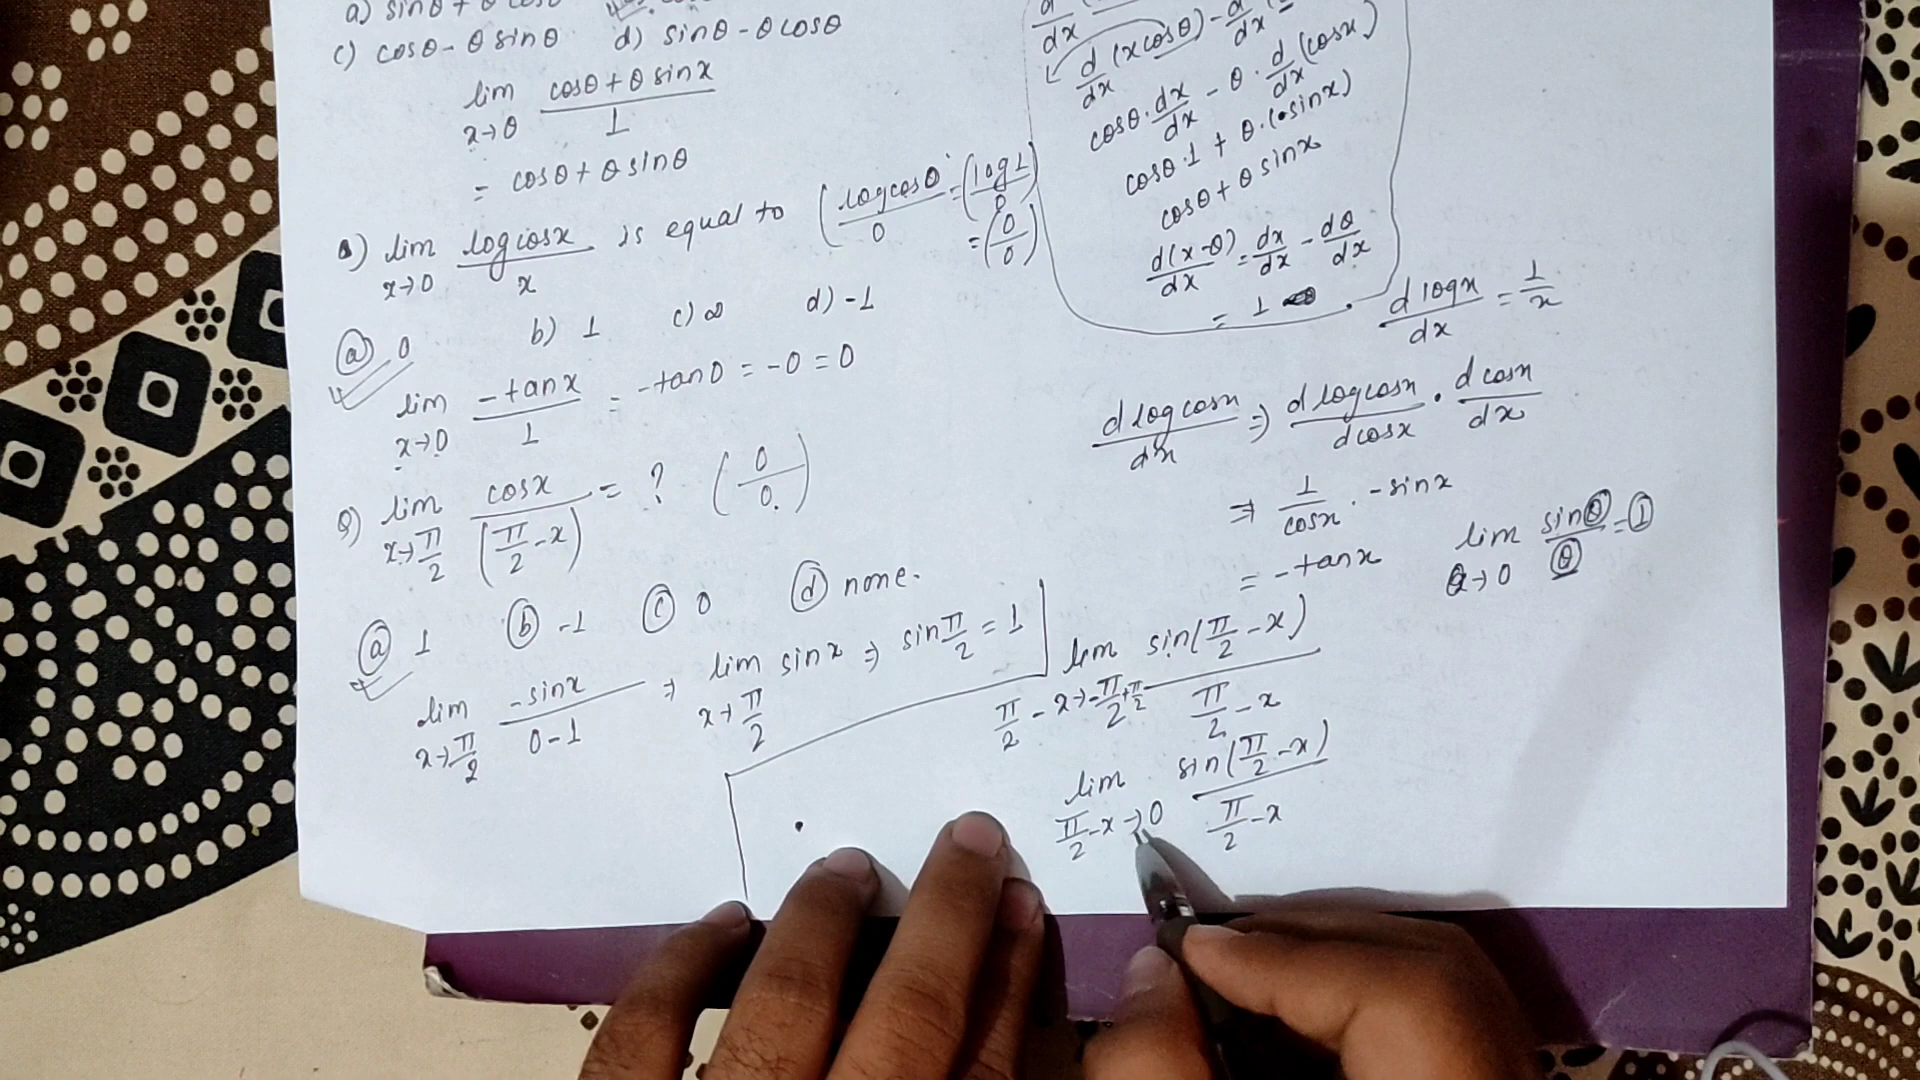 a) sinθ +
c) cosθ - θ sinθ d) sinθ - θ cosθ
lim x→θ (cosθ + θ sinx)/1
= cosθ + θ sinθ
Q) lim x→0 (log cosx)/x is equal to ((log cos0)/0 = (log 1)/0) = (0/0)
a) 0 b) 1 c) ∞ d) -1
lim x→0 (-tanx)/1 = -tan0 = -0 = 0
Q) lim x→π/2 cosx/(π/2 - x) = ? (0/0)
a) 1 b) -1 c) 0 d) none.
lim x→π/2 (-sinx)/(0-1) ⇒ lim x→π/2 sinx ⇒ sin π/2 = 1
d/dx (x cosθ) -
cosθ · dx/dx - θ · d/dx (cosx)
cosθ · 1 + θ · (sinx)
cosθ + θ sinx
d(x-θ)/dx = dx/dx - dθ/dx
= 1
d logx/dx = 1/x
d log cosx/dx ⇒ d log cosx/d cosx · d cosx/dx
⇒ 1/cosx · -sinx
= -tanx
lim θ→0 sinθ/θ = 1
lim π/2 - x → -π/2 + π/2 sin(π/2 - x)/(π/2 - x)
lim π/2 - x → 0 sin(π/2 - x)/(π/2 - x)